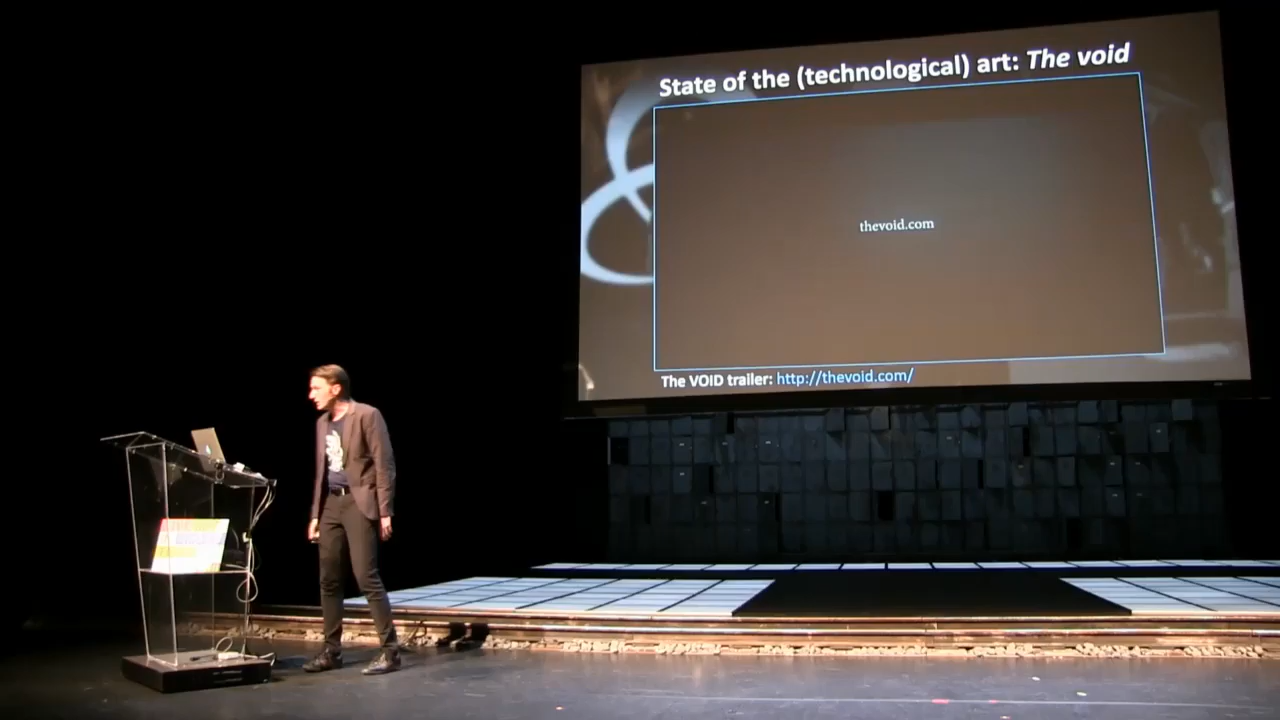 State of the (technological) art: The void
thevoid.com
The VOID trailer: http://thevoid.com/